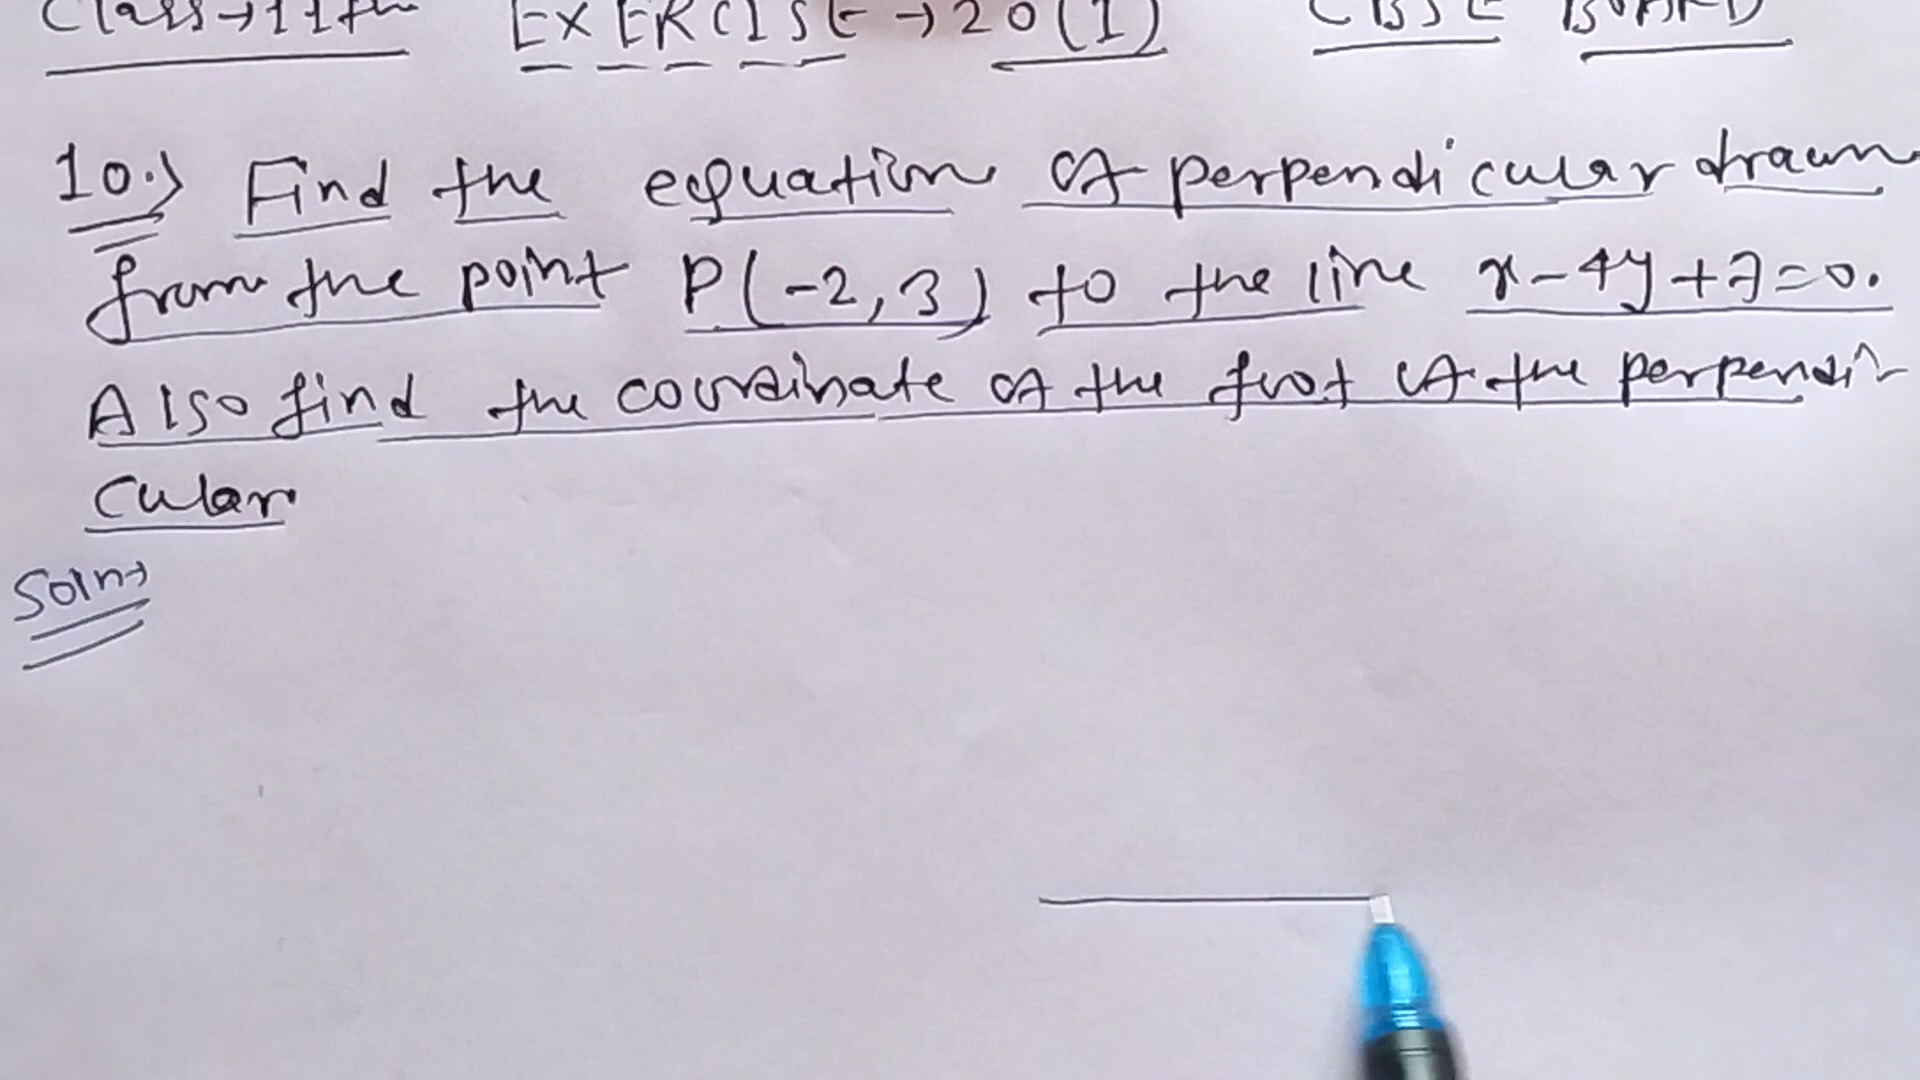 Class→11th EXERCISE→20(I) CBSE BOARD
10.) Find the equation of perpendicular drawn
from the point P(-2,3) to the line x-4y+7=0.
Also find the coordinate of the foot of the perpendi-
cular
Soln→